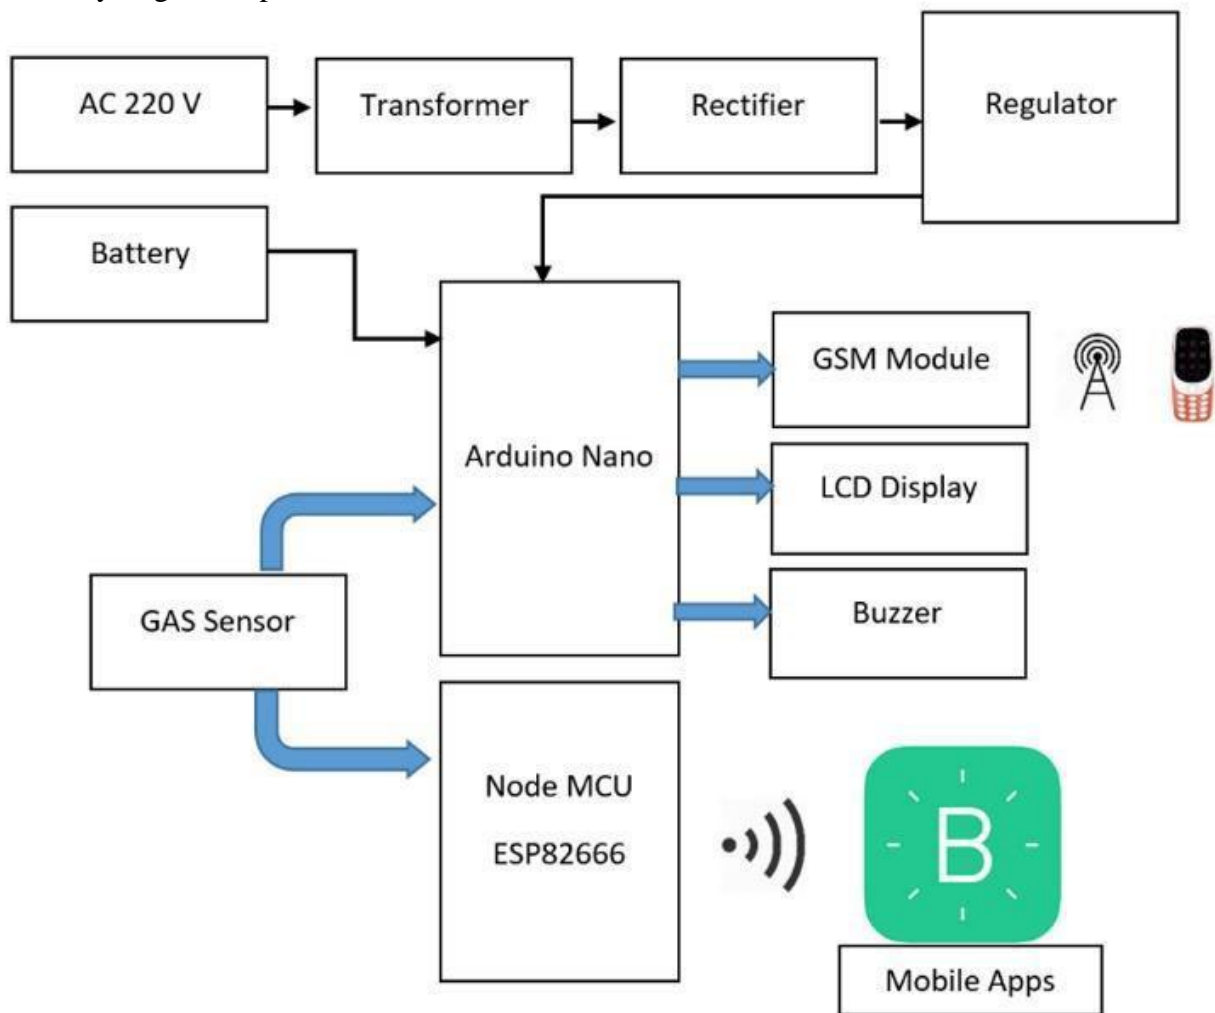 AC 220 V
Transformer
Rectifier
Regulator
Battery
Arduino Nano
GSM Module
LCD Display
Buzzer
GAS Sensor
Node MCU
ESP82666
B
Mobile Apps